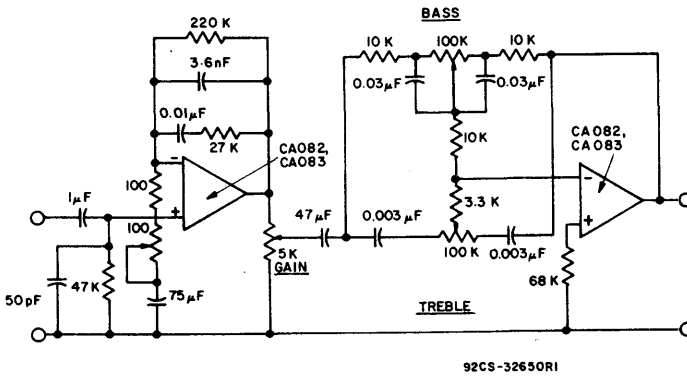 BASS
220 K
10 K
100K
10 K
3·6nF
0.03µF
0.03µF
0.01µF
27 K
10K
CA082,
CA083
CA082,
CA083
-
-
100
1µF
+
3.3 K
100
47µF
0.003µF
+
5K
GAIN
100K
0.003µF
68 K
50pF
47K
75µF
TREBLE
92CS-32650R1